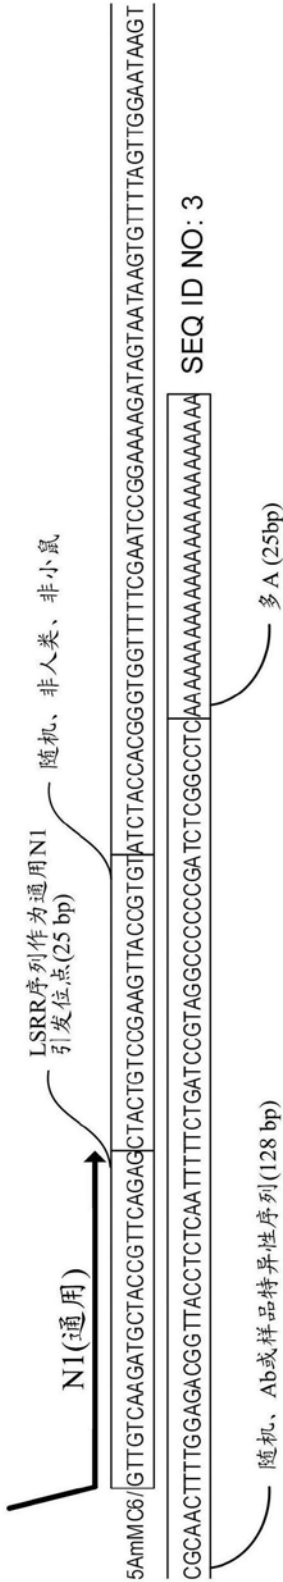 N1(通用)
LSRR序列作为通用N1
引发位点(25 bp)
随机、非人类、非小鼠
5AmMC6/GTTGTCAAGATGCTACCGTTCAGAGCTACTGTCCGAAGTTACCGTGTATCTACCACGGGTGGTTTTTCGAATCCGGAAAAGATAGTAATAAGTGTTTTAGTTGGAATAAGT
CGCAACTTTTGGAGACGGTTACCTCTCAATTTTTCTGATCCGTAGGCCCCCCCGATCTCGGCCTCAAAAAAAAAAAAAAAAAAAAAAAAA
SEQ ID NO: 3
随机、Ab或样品特异性序列(128 bp)
多A (25bp)